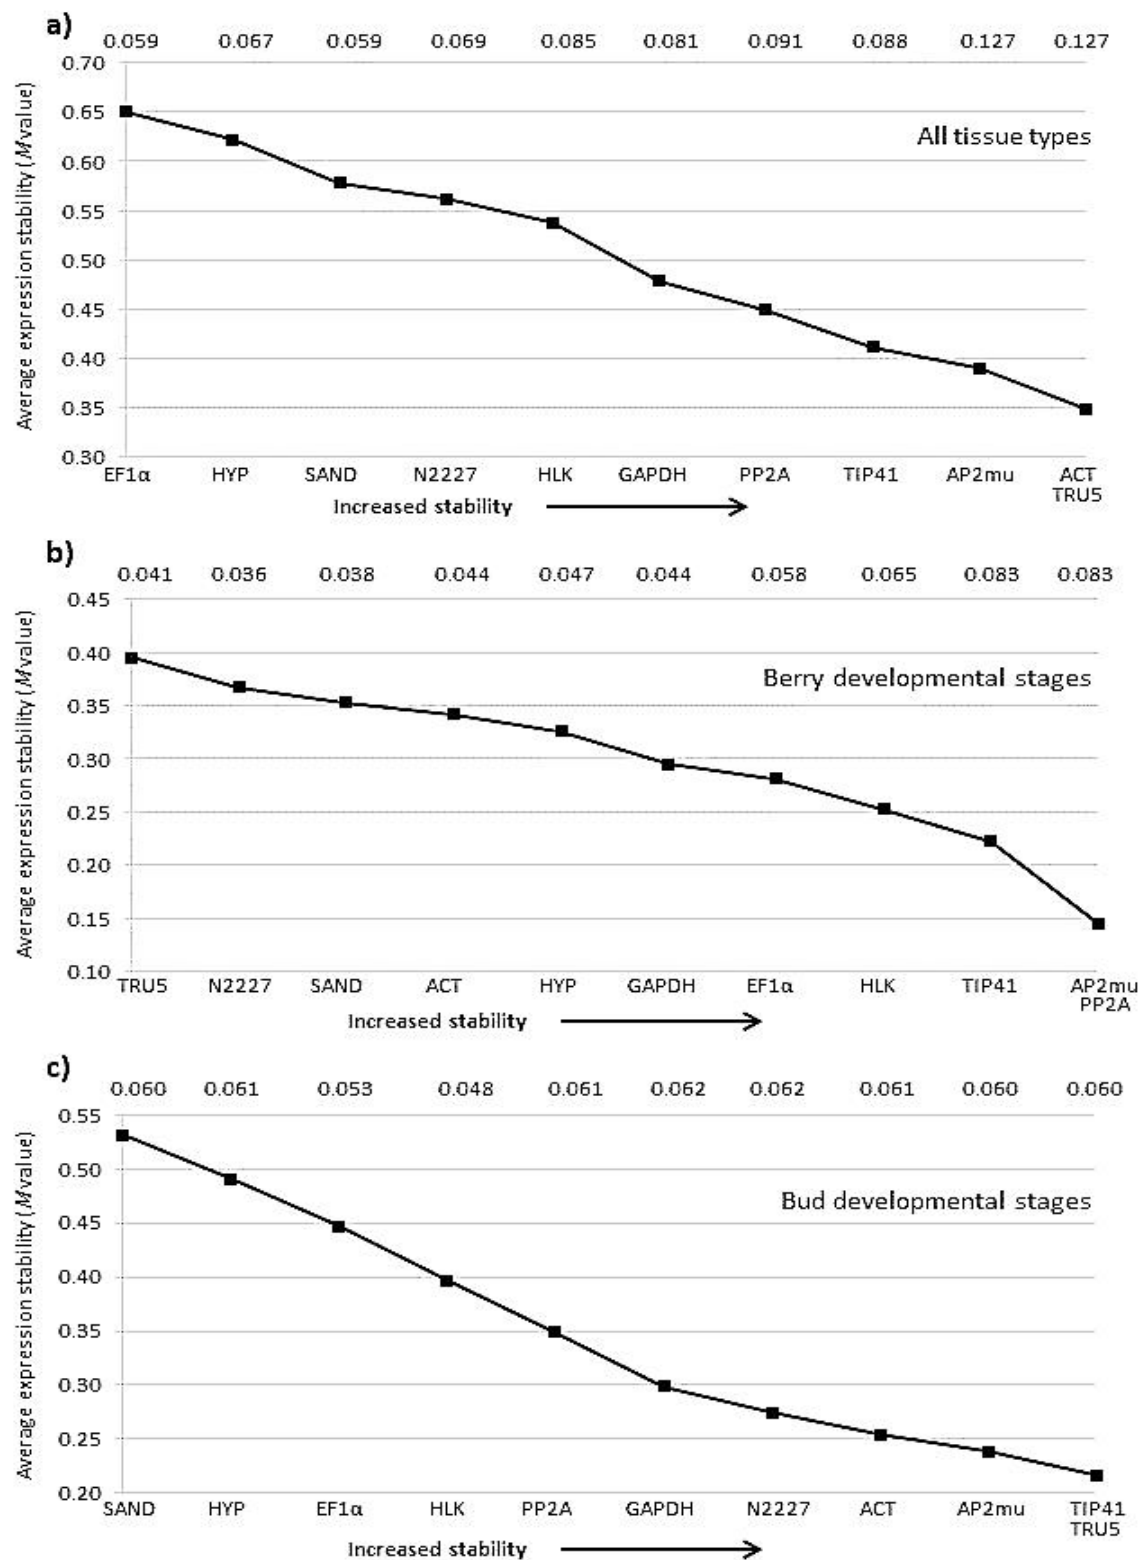 a)
0.059 0.067 0.059 0.069 0.085 0.081 0.091 0.088 0.127 0.127
Average expression stability (M value)
0.70
0.65
0.60
0.55
0.50
0.45
0.40
0.35
0.30
All tissue types
EF1α HYP SAND N2227 HLK GAPDH PP2A TIP41 AP2mu ACT
TRU5
Increased stability
b)
0.041 0.036 0.038 0.044 0.047 0.044 0.058 0.065 0.083 0.083
Average expression stability (M value)
0.45
0.40
0.35
0.30
0.25
0.20
0.15
0.10
Berry developmental stages
TRU5 N2227 SAND ACT HYP GAPDH EF1α HLK TIP41 AP2mu
PP2A
Increased stability
c)
0.060 0.061 0.053 0.048 0.061 0.062 0.062 0.061 0.060 0.060
Average expression stability (M value)
0.55
0.50
0.45
0.40
0.35
0.30
0.25
0.20
Bud developmental stages
SAND HYP EF1α HLK PP2A GAPDH N2227 ACT AP2mu TIP41
TRU5
Increased stability